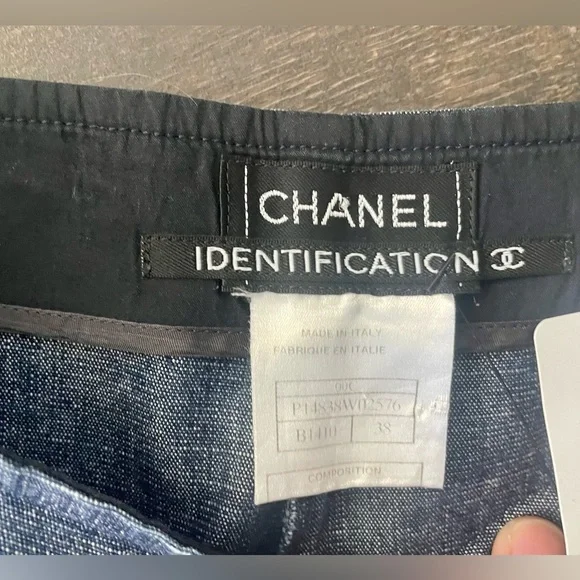 CHANEL
IDENTIFICATION
MADE IN ITALY
FABRIQUE EN ITALIE
P14838W02576
38
COMPOSITION